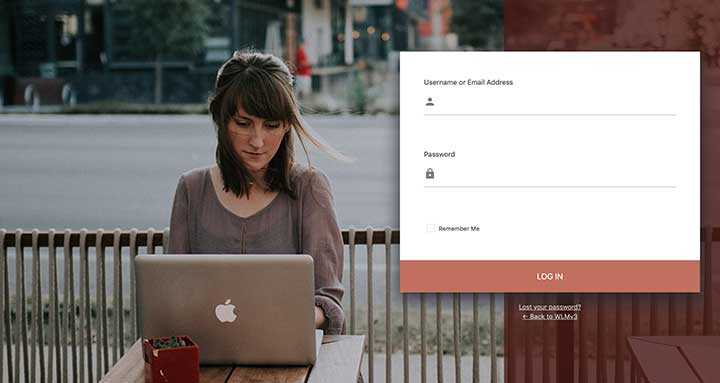 Username or Email Address
Password
Remember Me
LOG IN
Lost your password?
← Back to WLMv3